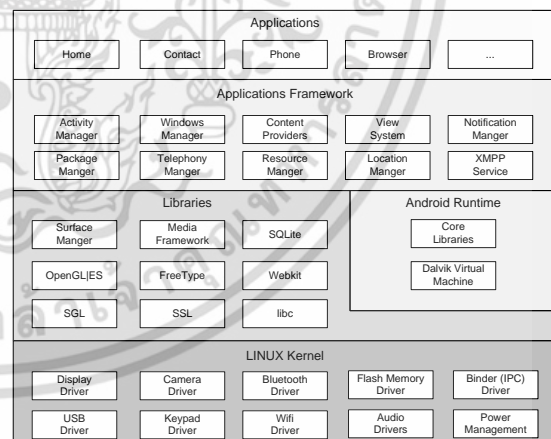 Applications
Home Contact Phone Browser ...
Applications Framework
Activity Manager Windows Manager Content Providers View System Notification Manger
Package Manger Telephony Manger Resource Manger Location Manger XMPP Service
Libraries Android Runtime
Surface Manger Media Framework SQLite Core Libraries
OpenGL|ES FreeType Webkit Dalvik Virtual Machine
SGL SSL libc
LINUX Kernel
Display Driver Camera Driver Bluetooth Driver Flash Memory Driver Binder (IPC) Driver
USB Driver Keypad Driver Wifi Driver Audio Drivers Power Management